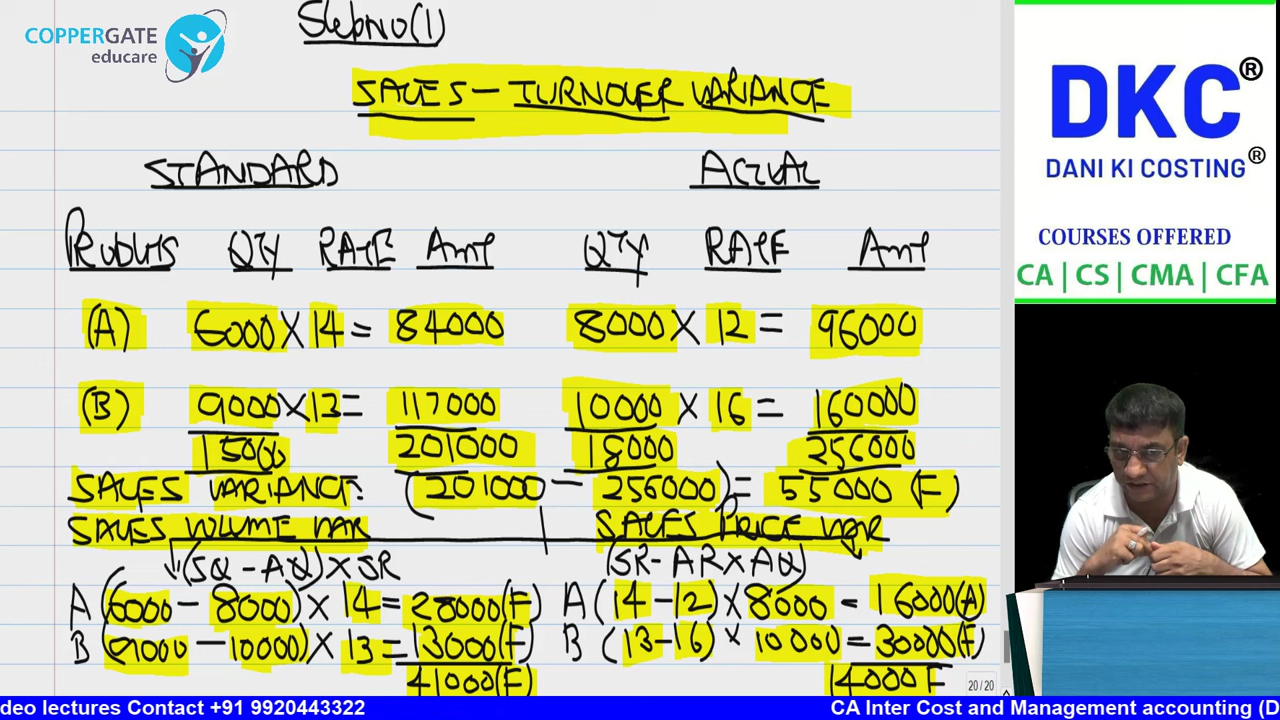 COPPERGATE
educare
Step No (1)
SALES - TURNOVER VARIANCE
STANDARD ACTUAL
PRODUCTS QTY RATE Amt QTY RATE Amt
(A) 6000 X 14 = 84000 8000 X 12 = 96000
(B) 9000 X 13 = 117000 10000 X 16 = 160000
15000 201000 18000 256000
SALES VARIANCE: (201000 - 256000) = 55000 (F)
SALES VOLUME VAR SALES PRICE VAR
(SQ - AQ) X SR (SR - AR X AQ)
A (6000 - 8000) X 14 = 28000 (F) A (14 - 12) X 8000 = 16000 (A)
B (9000 - 10000) X 13 = 13000 (F) B (13 - 16) X 10000 = 30000 (F)
41000 (F) 14000 F
20 / 20
DKC®
DANI KI COSTING®
COURSES OFFERED
CA | CS | CMA | CFA
deo lectures Contact +91 9920443322 CA Inter Cost and Management accounting (D